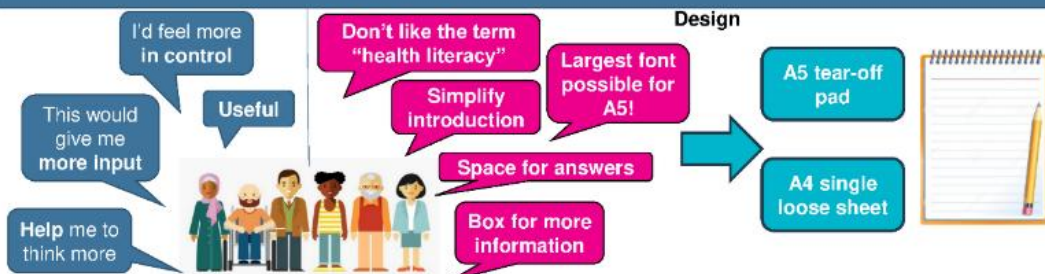 I'd feel more
in control
This would
give me
more input
Useful
Help me to
think more
Don't like the term
“health literacy”
Simplify
introduction
Largest font
possible for
A5!
Space for answers
Box for more
information
Design
A5 tear-off
pad
A4 single
loose sheet